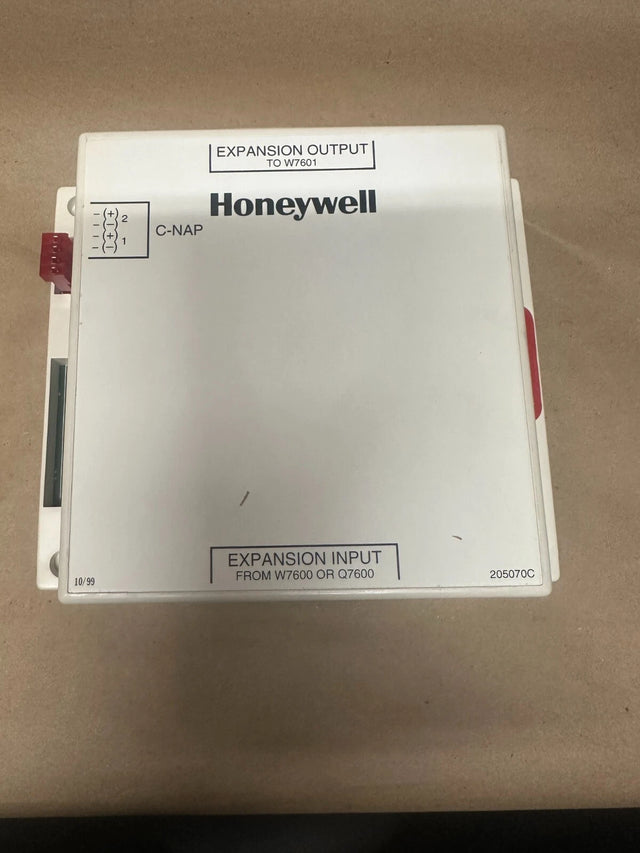 EXPANSION OUTPUT
TO W7601
Honeywell
–(+) 2
–(–)
–(+) 1
–(–)
C-NAP
EXPANSION INPUT
FROM W7600 OR Q7600
10/99
205070C